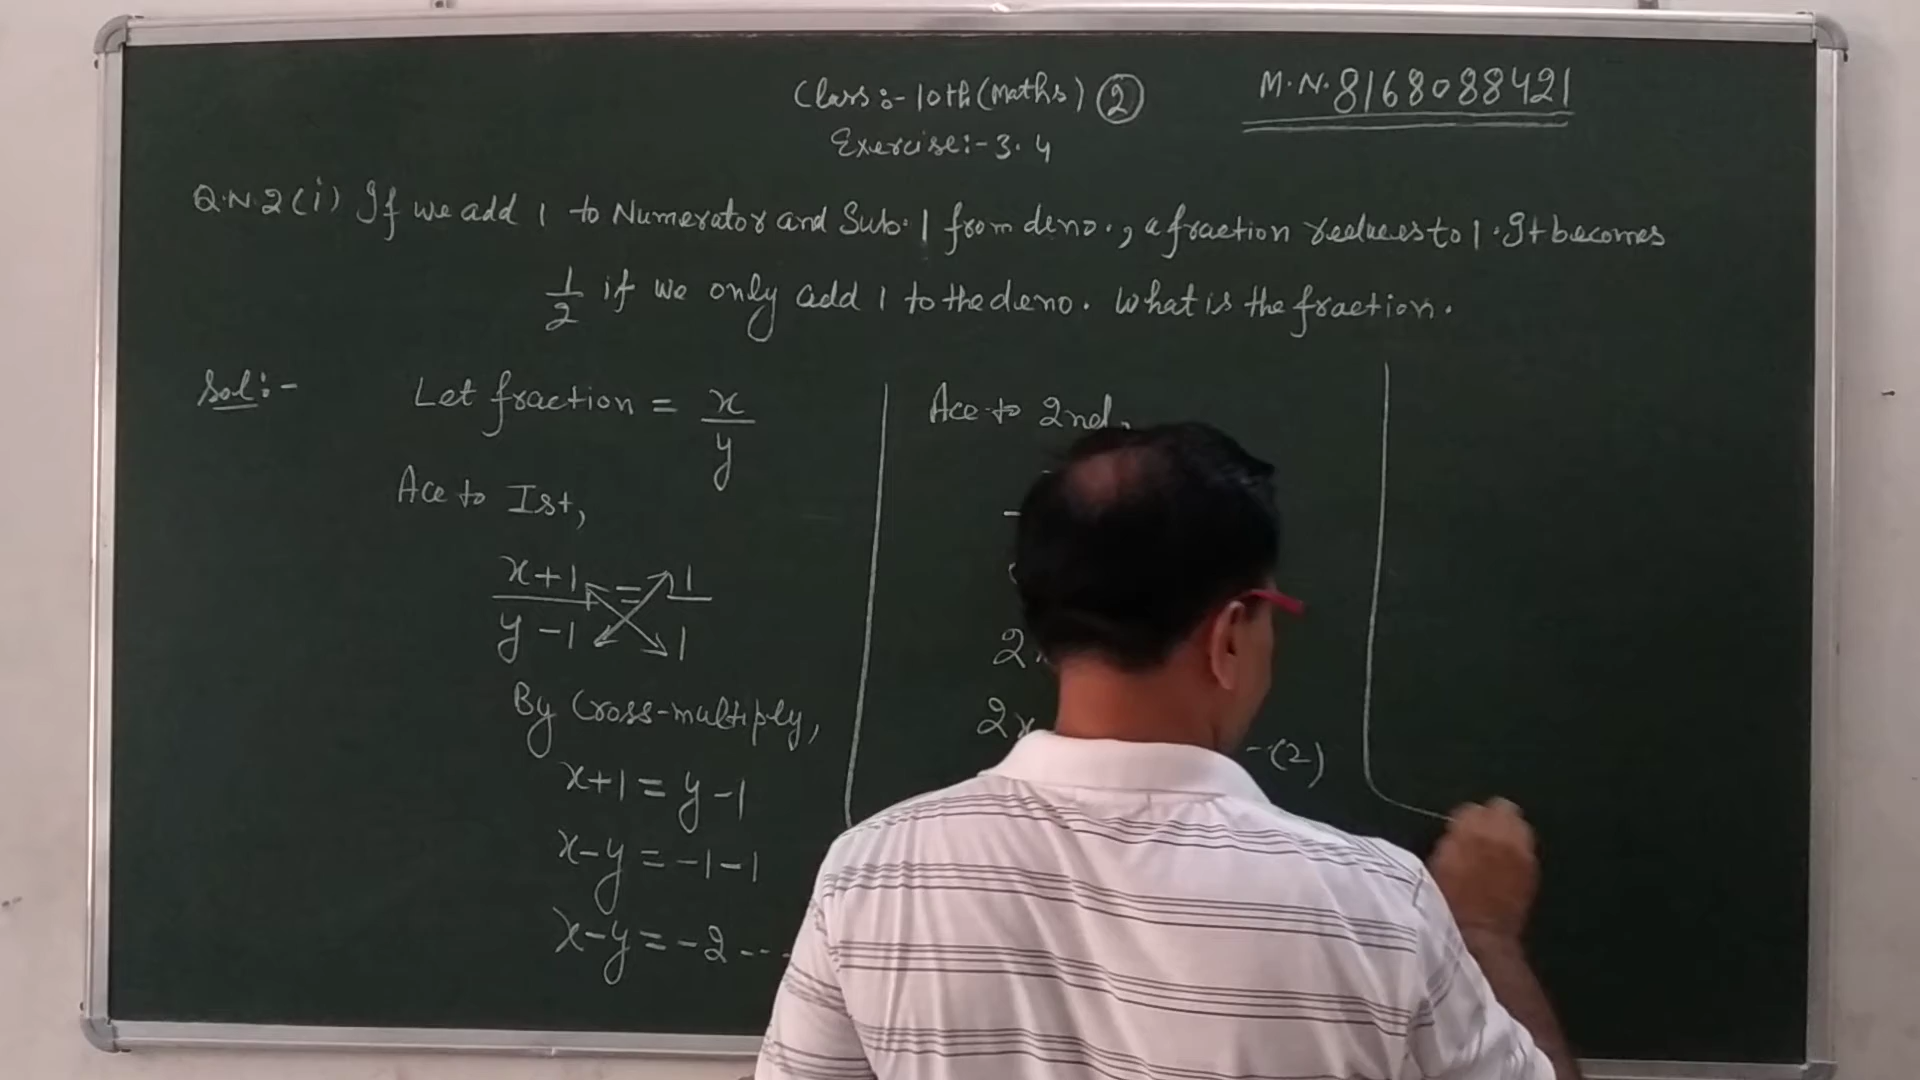 Class:- 10th (Maths) 2
M.N. 8168088421
Exercise:- 3.4
Q.N.2 (i) If we add 1 to Numerator and Sub. 1 from deno., a fraction reduces to 1. It becomes
1/2 if we only add 1 to the deno. What is the fraction.
Sol:-
Let fraction = x/y
Acc to Ist,
x+1/y-1 = 1/1
By Cross-multiply,
x+1 = y-1
x-y = -1-1
x-y = -2 --
Acc to 2nd,
2x
--(2)